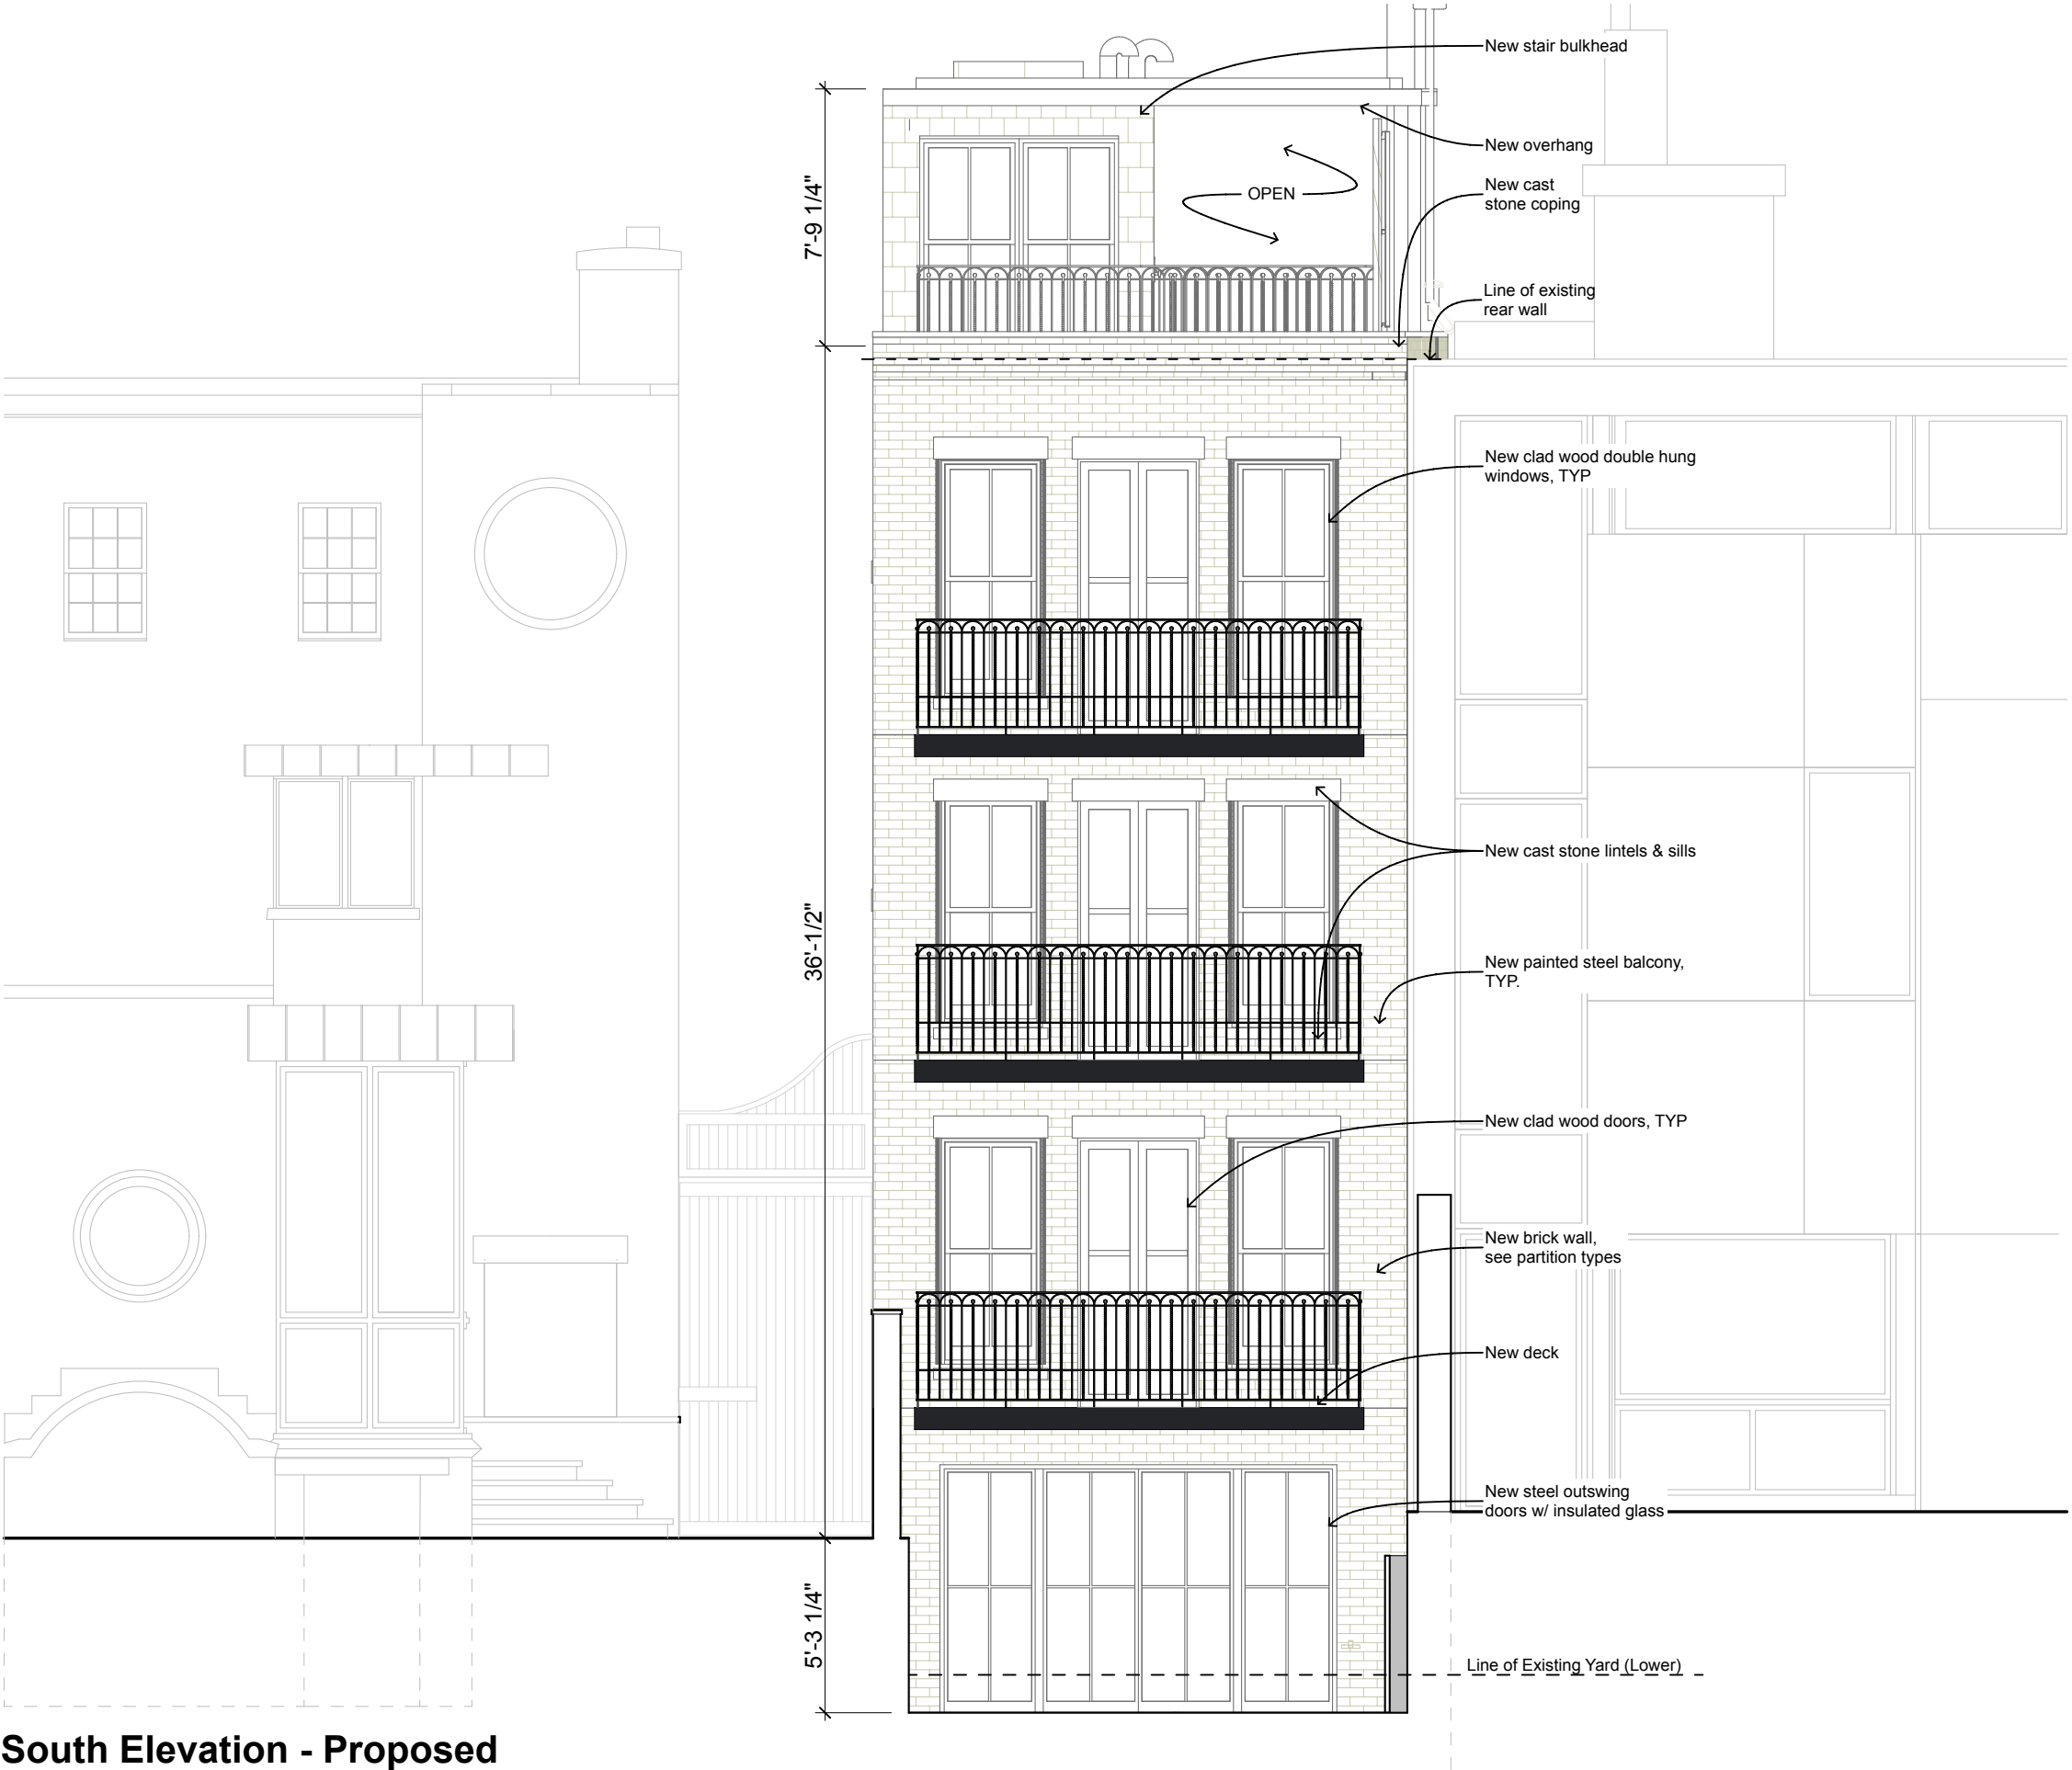 New stair bulkhead
New overhang
7'-9 1/4"
OPEN
New cast
stone coping
Line of existing
rear wall
New clad wood double hung
windows, TYP
New cast stone lintels & sills
36'-1/2"
New painted steel balcony,
TYP.
New clad wood doors, TYP
New brick wall,
see partition types
New deck
New steel outswing
doors w/ insulated glass
5'-3 1/4"
Line of Existing Yard (Lower)
South Elevation - Proposed